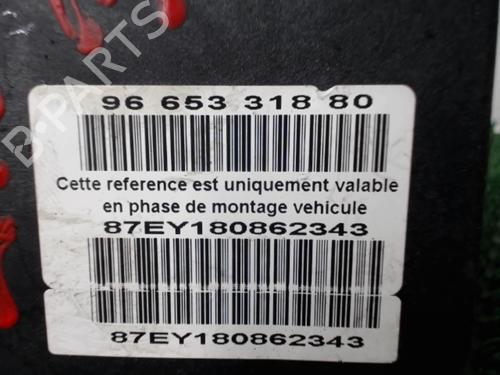 B-PARTS
96 653 318 80
Cette reference est uniquement valable
en phase de montage vehicule
87EY180862343
87EY180862343